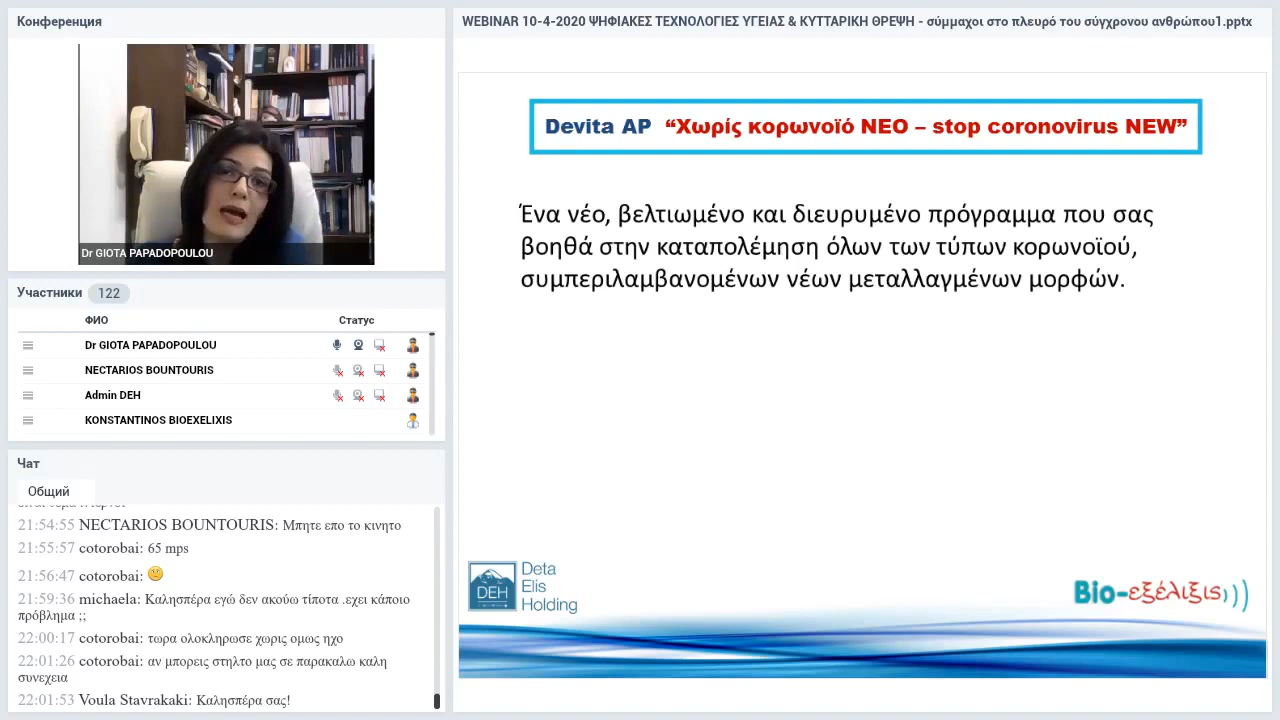 Конференция
Dr GIOTA PAPADOPOULOU
Участники 122
ФИО Статус
Dr GIOTA PAPADOPOULOU
NECTARIOS BOUNTOURIS
Admin DEH
KONSTANTINOS BIOEXELIXIS
Чат
Общий
21:54:55 NECTARIOS BOUNTOURIS: Μπητε επο το κινητο
21:55:57 cotorobai: 65 mps
21:56:47 cotorobai:
21:59:36 michaela: Καλησπέρα εγώ δεν ακούω τίποτα .εχει κάποιο
πρόβλημα ;;
22:00:17 cotorobai: τωρα ολοκληρωσε χωρις ομως ηχο
22:01:26 cotorobai: αν μπορεις στηλτο μας σε παρακαλω καλη
συνεχεια
22:01:53 Voula Stavrakaki: Καλησπέρα σας!
WEBINAR 10-4-2020 ΨΗΦΙΑΚΕΣ ΤΕΧΝΟΛΟΓΙΕΣ ΥΓΕΙΑΣ & ΚΥΤΤΑΡΙΚΗ ΘΡΕΨΗ - σύμμαχοι στο πλευρό του σύγχρονου ανθρώπου1.pptx
Devita AP “Χωρίς κορωνοϊό ΝΕΟ – stop coronovirus NEW”
Ένα νέο, βελτιωμένο και διευρυμένο πρόγραμμα που σας
βοηθά στην καταπολέμηση όλων των τύπων κορωνοϊού,
συμπεριλαμβανομένων νέων μεταλλαγμένων μορφών.
DEH
Deta
Elis
Holding
Bio-εξέλιξις